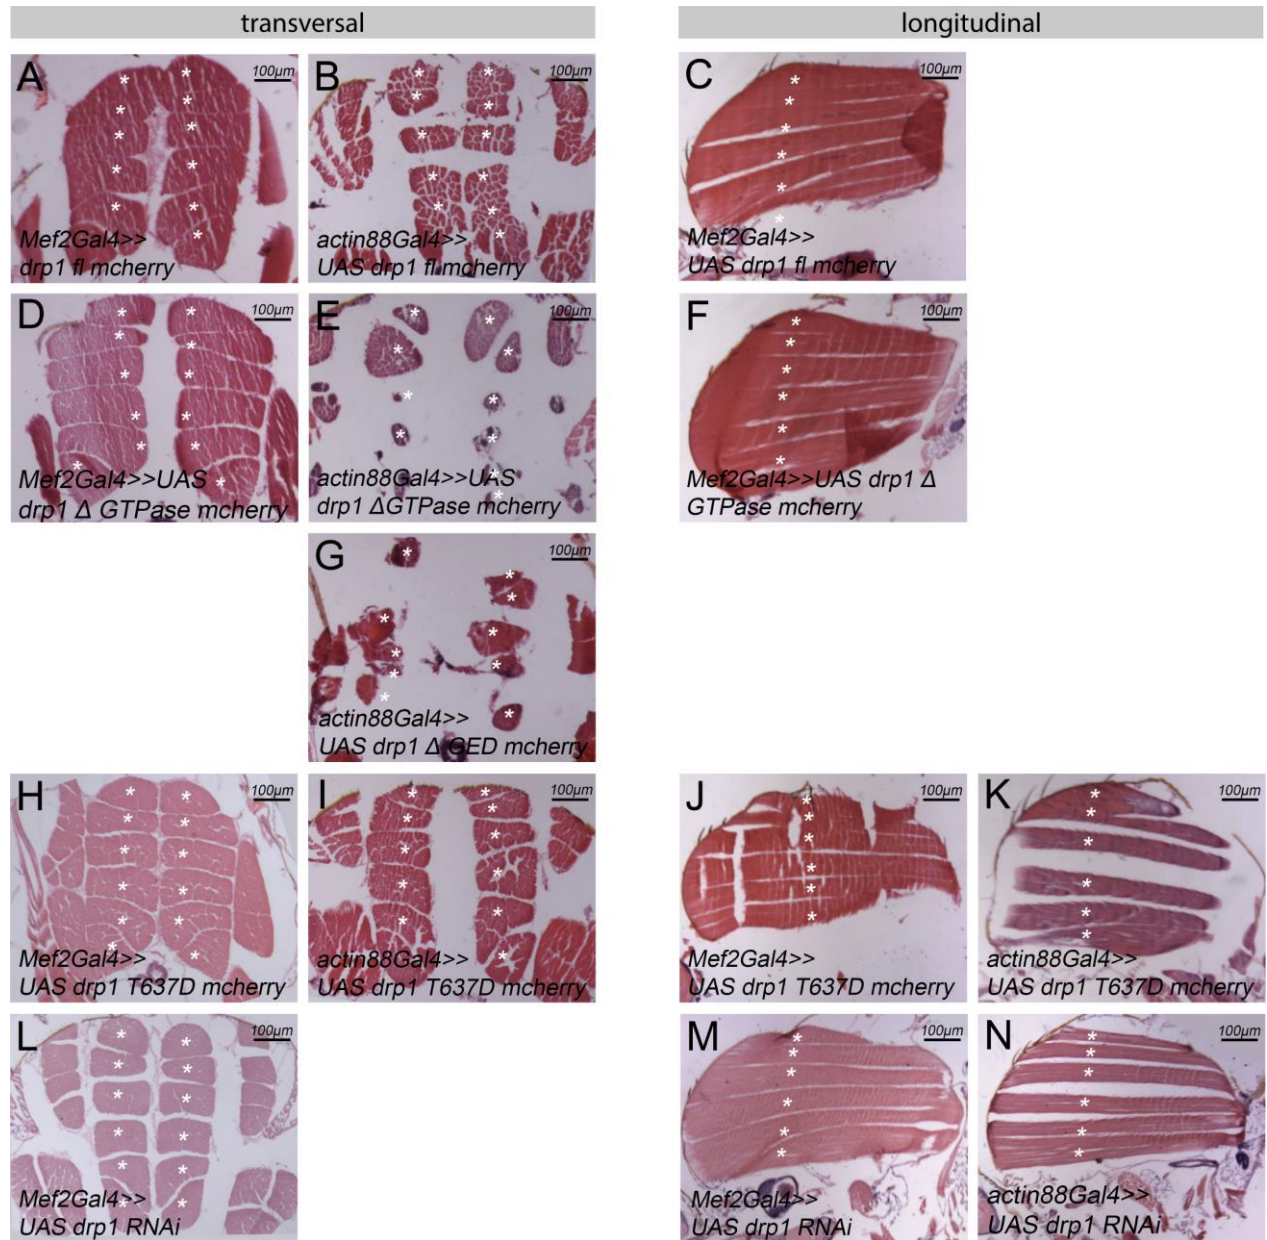 transversal
longitudinal
A
100µm
Mef2Gal4>>
drp1 fl mcherry
B
100µm
actin88Gal4>>
UAS drp1 fl mcherry
C
100µm
Mef2Gal4>>
UAS drp1 fl mcherry
D
100µm
Mef2Gal4>>UAS
drp1 Δ GTPase mcherry
E
100µm
actin88Gal4>>UAS
drp1 ΔGTPase mcherry
F
100µm
Mef2Gal4>>UAS drp1 Δ
GTPase mcherry
G
100µm
actin88Gal4>>
UAS drp1 Δ GED mcherry
H
100µm
Mef2Gal4>>
UAS drp1 T637D mcherry
I
100µm
actin88Gal4>>
UAS drp1 T637D mcherry
J
100µm
Mef2Gal4>>
UAS drp1 T637D mcherry
K
100µm
actin88Gal4>>
UAS drp1 T637D mcherry
L
100µm
Mef2Gal4>>
UAS drp1 RNAi
M
100µm
Mef2Gal4>>
UAS drp1 RNAi
N
100µm
actin88Gal4>>
UAS drp1 RNAi